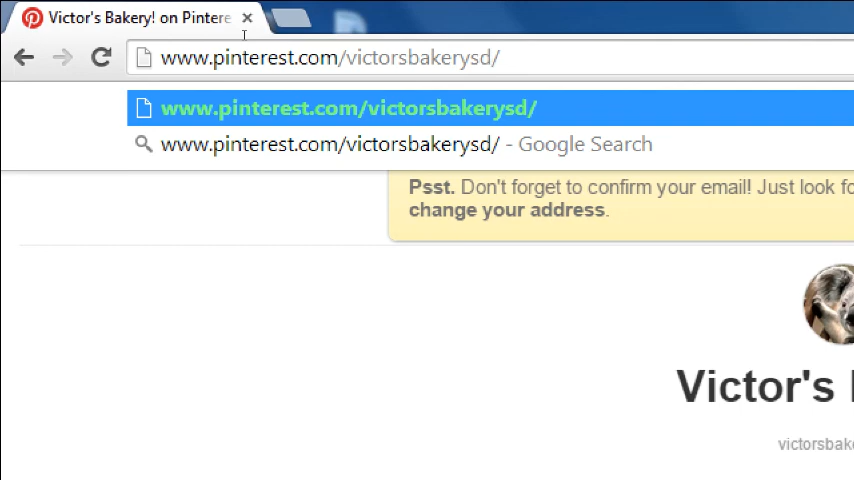 Victor's Bakery! on Pintere
www.pinterest.com/victorsbakerysd/
www.pinterest.com/victorsbakerysd/
www.pinterest.com/victorsbakerysd/ - Google Search
Psst. Don't forget to confirm your email! Just look fo
change your address.
Victor's
victorsbake